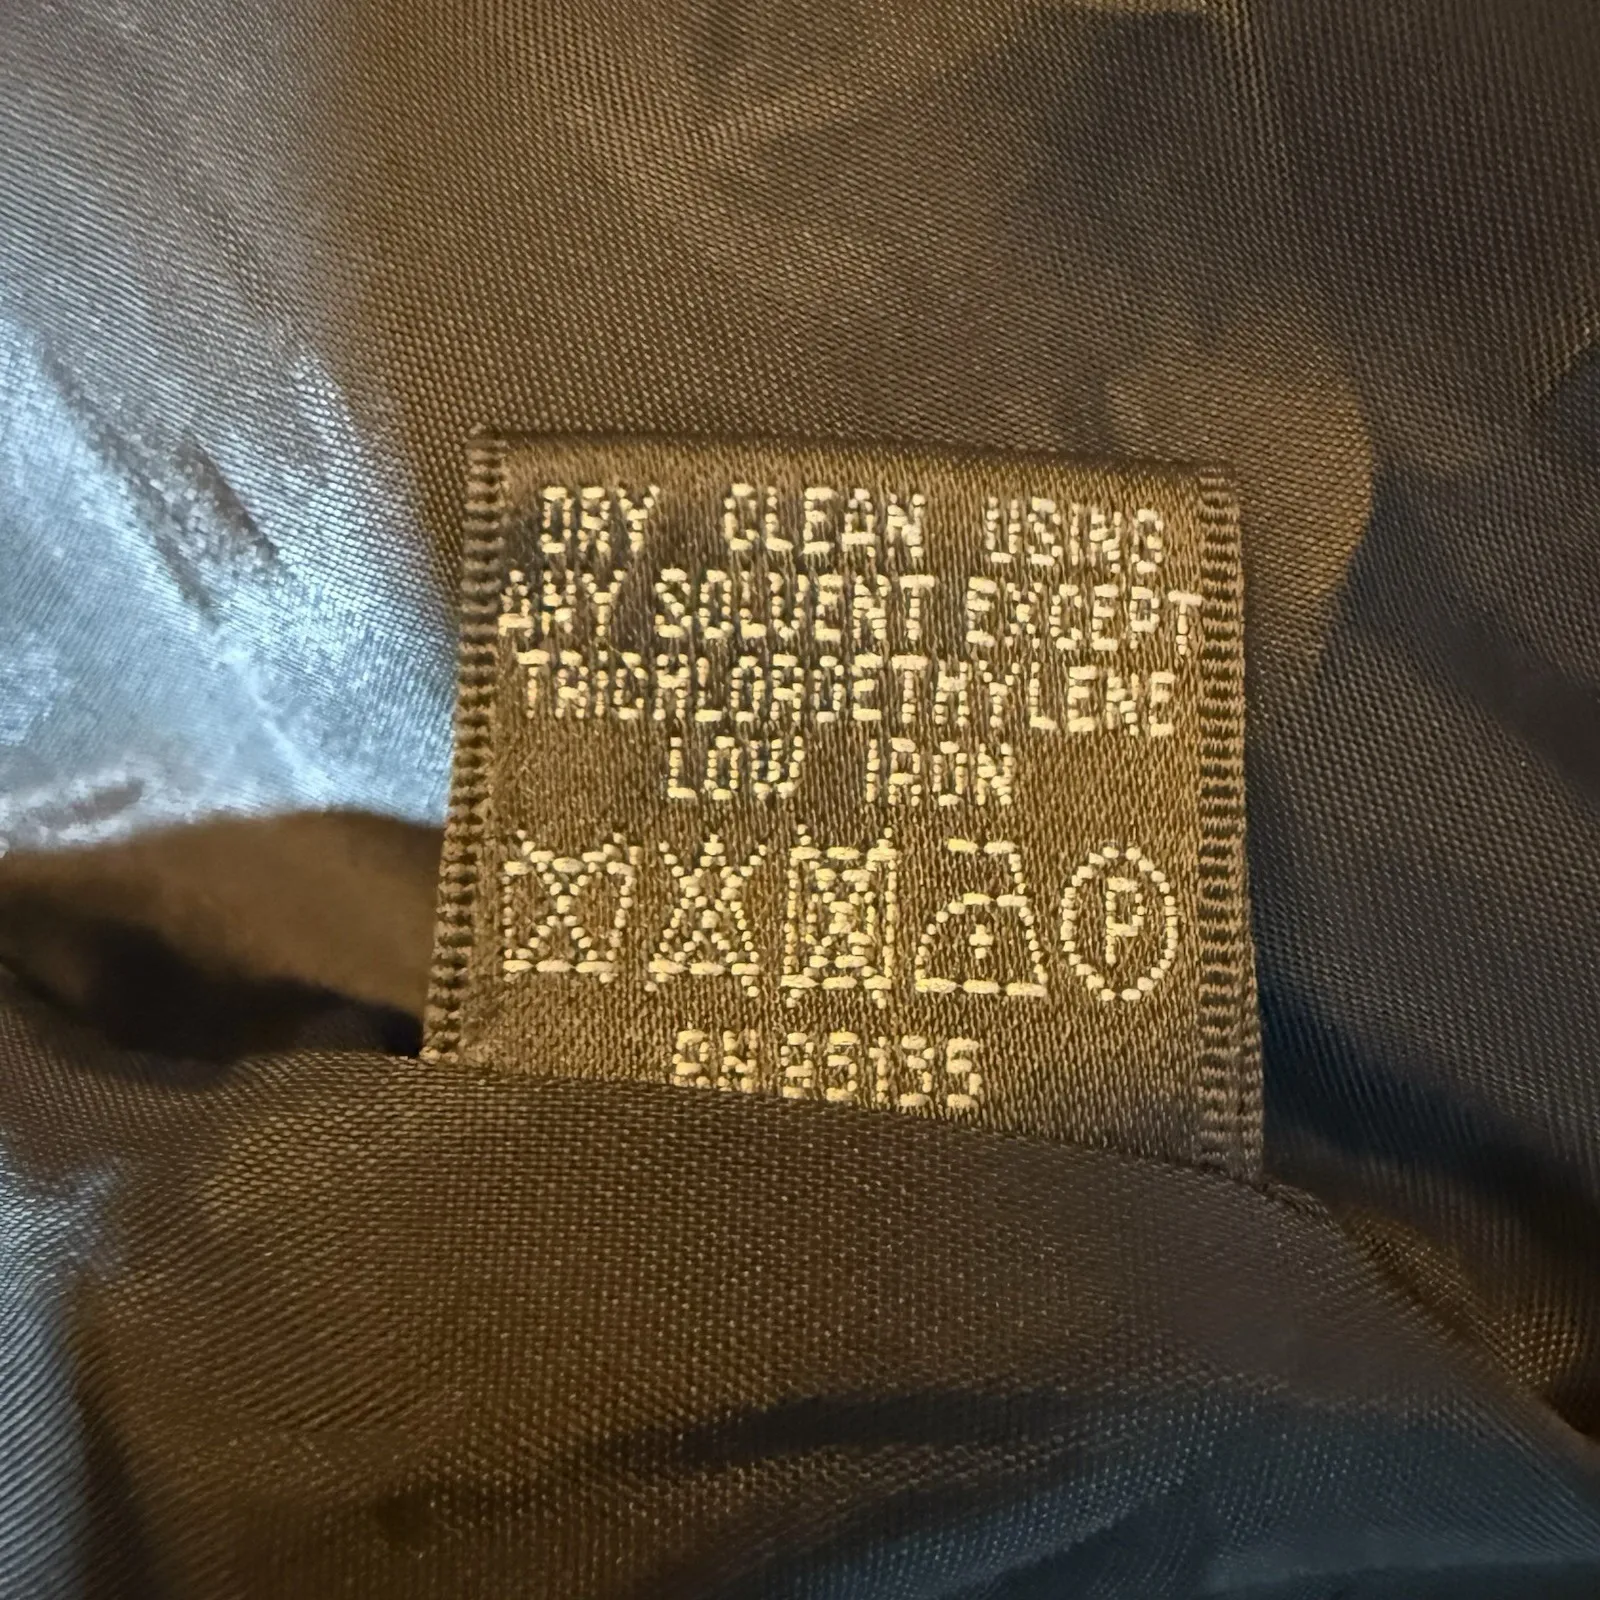 DRY CLEAN USING
ANY SOLVENT EXCEPT
TRICHLOROETHYLENE
LOW IRON
P